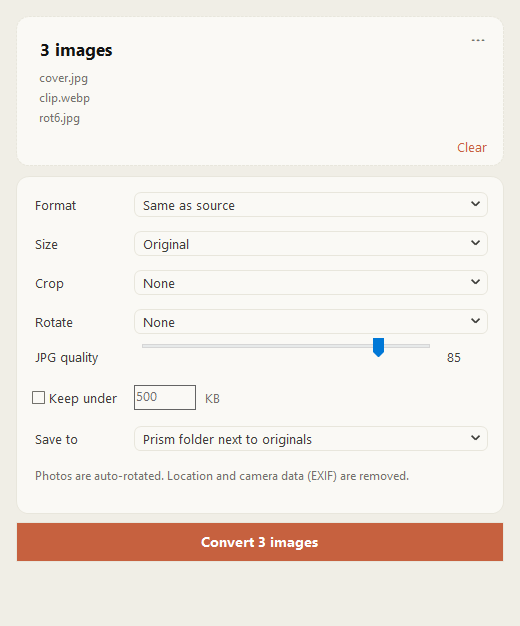 3 images
...
cover.jpg
clip.webp
rot6.jpg
Clear
Format Same as source
Size Original
Crop None
Rotate None
JPG quality 85
Keep under 500 KB
Save to Prism folder next to originals
Photos are auto-rotated. Location and camera data (EXIF) are removed.
Convert 3 images